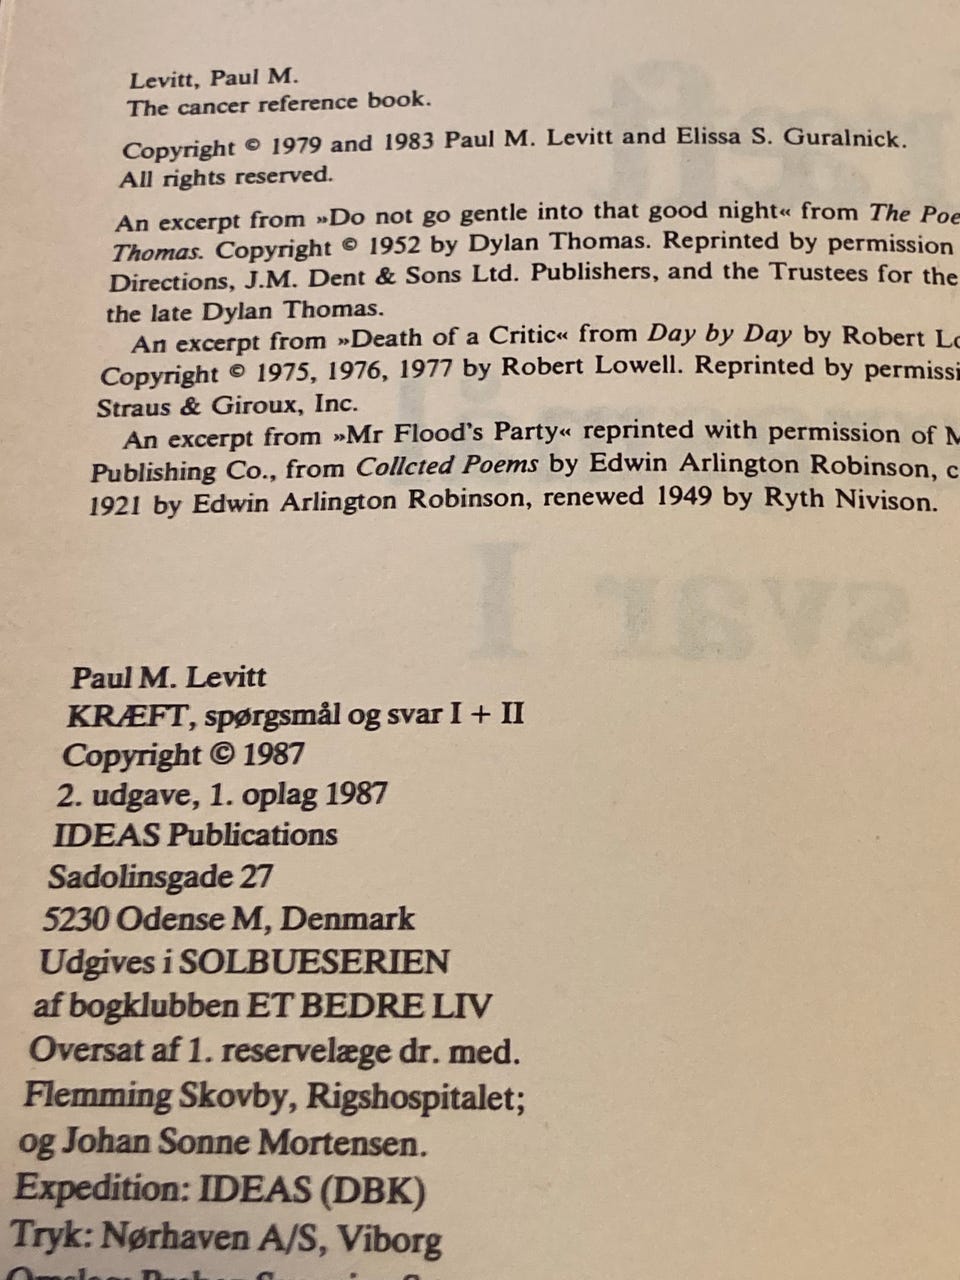 Levitt, Paul M.
The cancer reference book.
Copyright © 1979 and 1983 Paul M. Levitt and Elissa S. Guralnick.
All rights reserved.
An excerpt from »Do not go gentle into that good night« from The Poe
Thomas. Copyright © 1952 by Dylan Thomas. Reprinted by permission
Directions, J.M. Dent & Sons Ltd. Publishers, and the Trustees for the
the late Dylan Thomas.
An excerpt from »Death of a Critic« from Day by Day by Robert Lo
Copyright © 1975, 1976, 1977 by Robert Lowell. Reprinted by permissi
Straus & Giroux, Inc.
An excerpt from »Mr Flood's Party« reprinted with permission of M
Publishing Co., from Collcted Poems by Edwin Arlington Robinson, c
1921 by Edwin Arlington Robinson, renewed 1949 by Ryth Nivison.
Paul M. Levitt
KRÆFT, spørgsmål og svar I + II
Copyright © 1987
2. udgave, 1. oplag 1987
IDEAS Publications
Sadolinsgade 27
5230 Odense M, Denmark
Udgives i SOLBUESERIEN
af bogklubben ET BEDRE LIV
Oversat af 1. reservelæge dr. med.
Flemming Skovby, Rigshospitalet;
og Johan Sonne Mortensen.
Expedition: IDEAS (DBK)
Tryk: Nørhaven A/S, Viborg